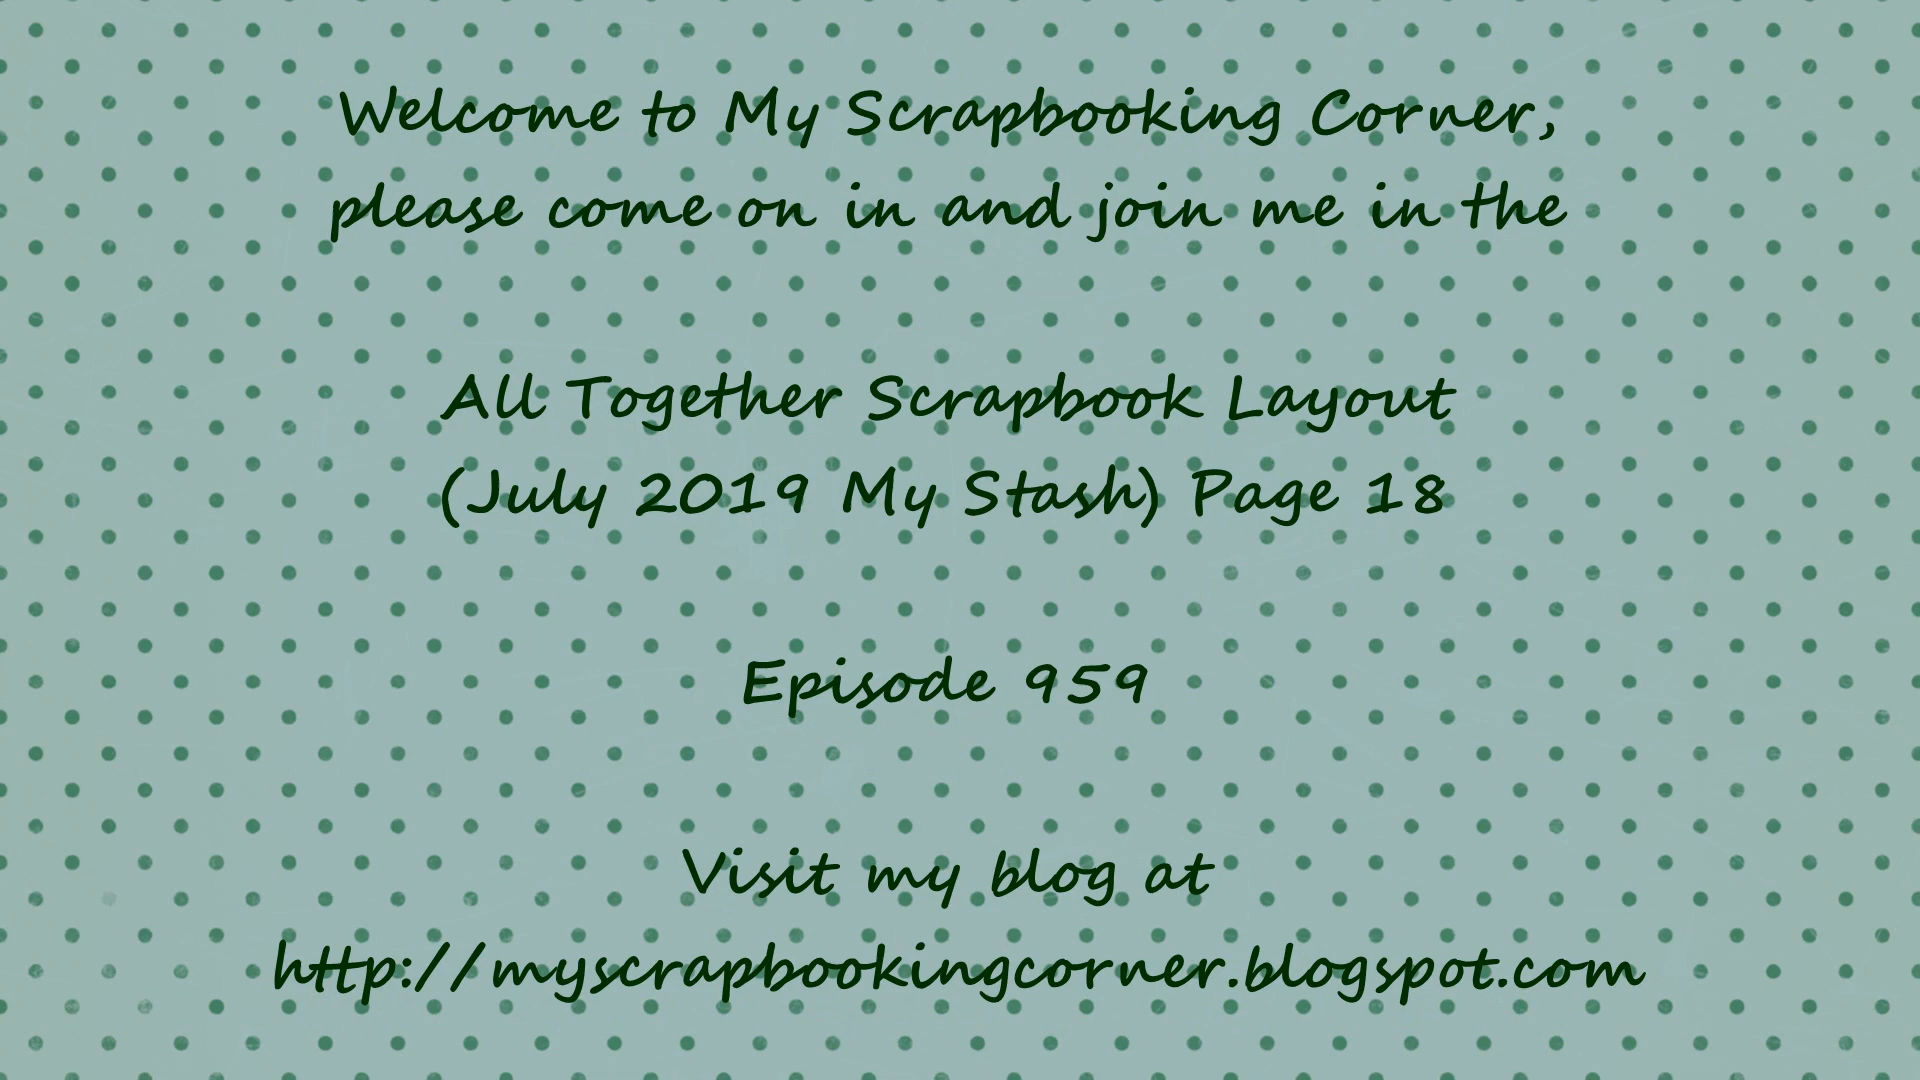 Welcome to My Scrapbooking Corner,
please come on in and join me in the
All Together Scrapbook Layout
(July 2019 My Stash) Page 18
Episode 959
Visit my blog at
http://myscrapbookingcorner.blogspot.com